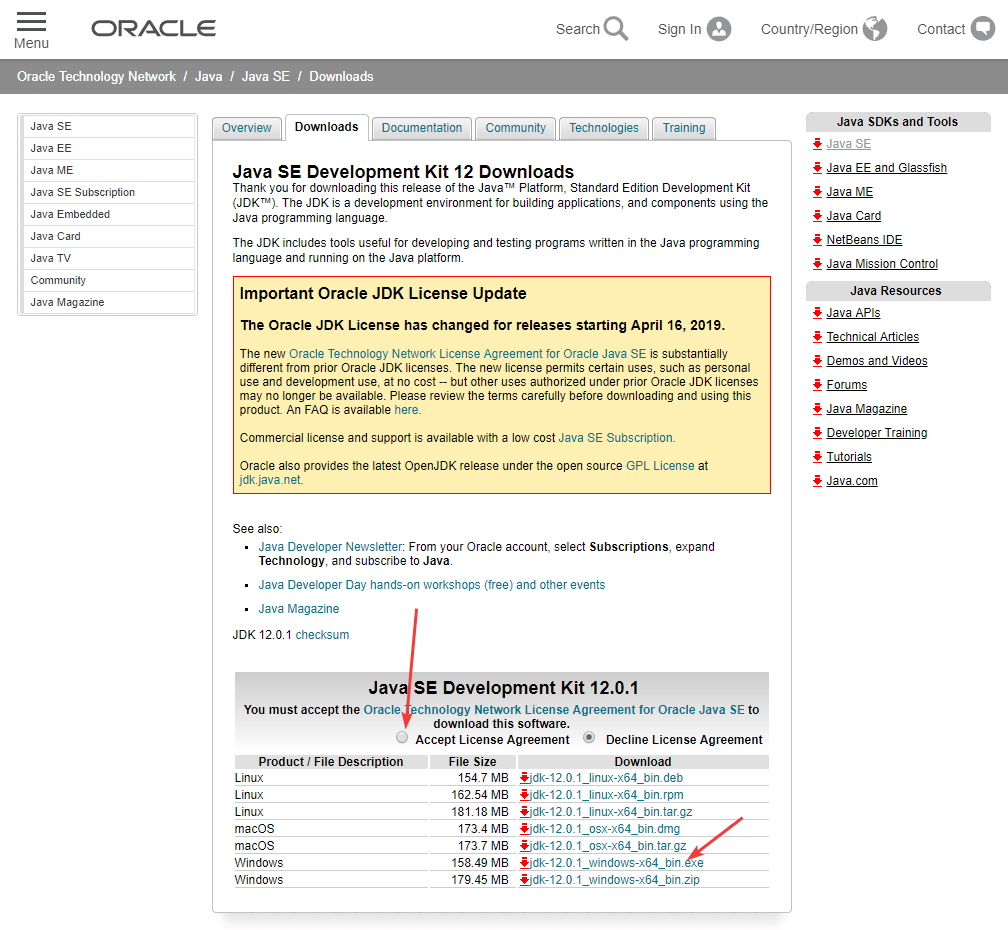 Menu
ORACLE
Search
Sign In
Country/Region
Contact
Oracle Technology Network / Java / Java SE / Downloads
Java SE
Java EE
Java ME
Java SE Subscription
Java Embedded
Java Card
Java TV
Community
Java Magazine
Overview
Downloads
Documentation
Community
Technologies
Training
Java SE Development Kit 12 Downloads
Thank you for downloading this release of the Java™ Platform, Standard Edition Development Kit
(JDK™). The JDK is a development environment for building applications, and components using the
Java programming language.
The JDK includes tools useful for developing and testing programs written in the Java programming
language and running on the Java platform.
Important Oracle JDK License Update
The Oracle JDK License has changed for releases starting April 16, 2019.
The new Oracle Technology Network License Agreement for Oracle Java SE is substantially
different from prior Oracle JDK licenses. The new license permits certain uses, such as personal
use and development use, at no cost -- but other uses authorized under prior Oracle JDK licenses
may no longer be available. Please review the terms carefully before downloading and using this
product. An FAQ is available here.
Commercial license and support is available with a low cost Java SE Subscription.
Oracle also provides the latest OpenJDK release under the open source GPL License at
jdk.java.net.
See also:
Java Developer Newsletter: From your Oracle account, select Subscriptions, expand
Technology, and subscribe to Java.
Java Developer Day hands-on workshops (free) and other events
Java Magazine
JDK 12.0.1 checksum
Java SE Development Kit 12.0.1
You must accept the Oracle Technology Network License Agreement for Oracle Java SE to
download this software.
Accept License Agreement Decline License Agreement
Product / File Description File Size Download
Linux 154.7 MB jdk-12.0.1_linux-x64_bin.deb
Linux 162.54 MB jdk-12.0.1_linux-x64_bin.rpm
Linux 181.18 MB jdk-12.0.1_linux-x64_bin.tar.gz
macOS 173.4 MB jdk-12.0.1_osx-x64_bin.dmg
macOS 173.7 MB jdk-12.0.1_osx-x64_bin.tar.gz
Windows 158.49 MB jdk-12.0.1_windows-x64_bin.exe
Windows 179.45 MB jdk-12.0.1_windows-x64_bin.zip
Java SDKs and Tools
Java SE
Java EE and Glassfish
Java ME
Java Card
NetBeans IDE
Java Mission Control
Java Resources
Java APIs
Technical Articles
Demos and Videos
Forums
Java Magazine
Developer Training
Tutorials
Java.com